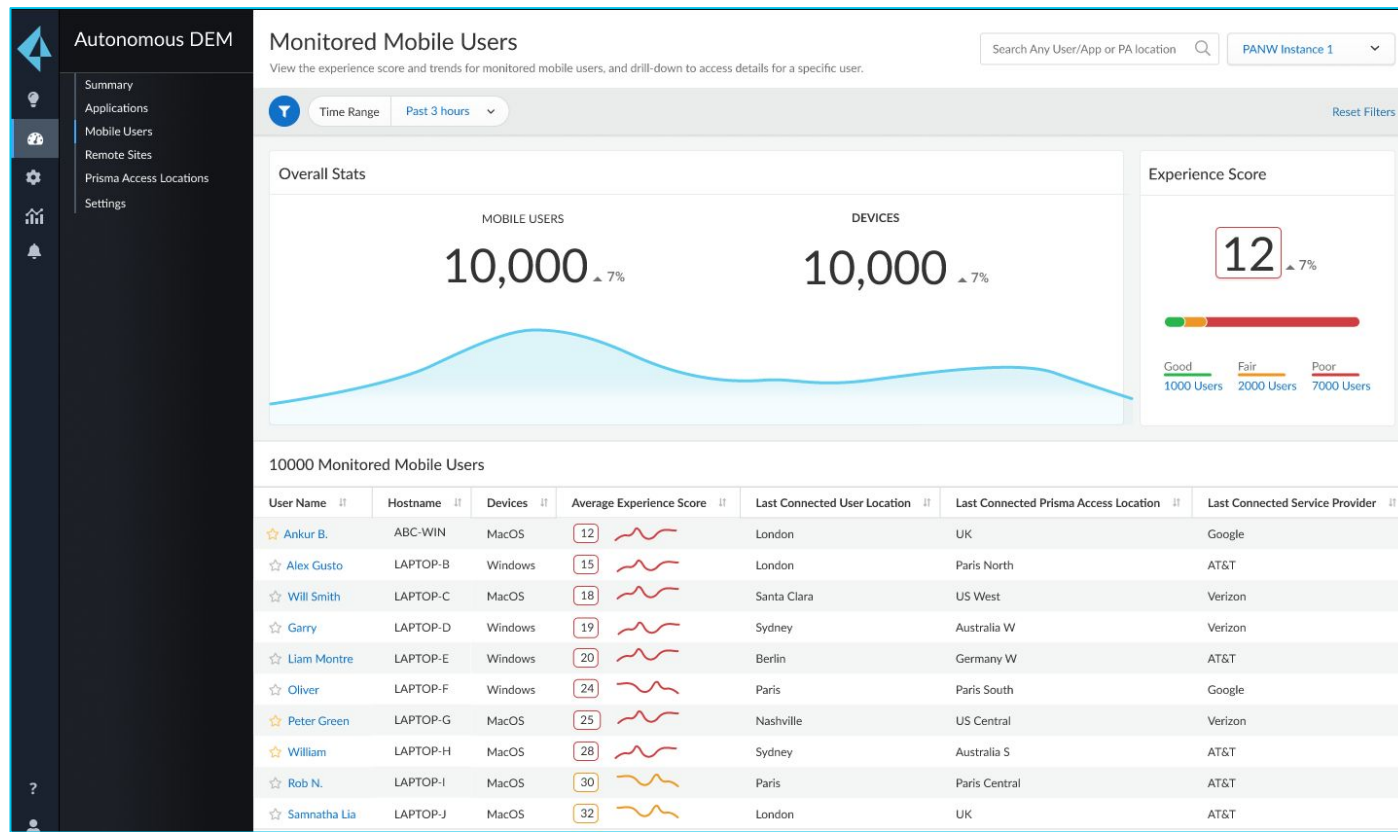 Autonomous DEM
Summary
Applications
Mobile Users
Remote Sites
Prisma Access Locations
Settings
?
Monitored Mobile Users
View the experience score and trends for monitored mobile users, and drill-down to access details for a specific user.
Search Any User/App or PA location
PANW Instance 1
Time Range Past 3 hours
Reset Filters
Overall Stats
MOBILE USERS
10,000 7%
DEVICES
10,000 7%
Experience Score
12 7%
Good Fair Poor
1000 Users 2000 Users 7000 Users
10000 Monitored Mobile Users
User Name Hostname Devices Average Experience Score Last Connected User Location Last Connected Prisma Access Location Last Connected Service Provider
Ankur B. ABC-WIN MacOS 12 London UK Google
Alex Gusto LAPTOP-B Windows 15 London Paris North AT&T
Will Smith LAPTOP-C MacOS 18 Santa Clara US West Verizon
Garry LAPTOP-D Windows 19 Sydney Australia W Verizon
Liam Montre LAPTOP-E Windows 20 Berlin Germany W AT&T
Oliver LAPTOP-F Windows 24 Paris Paris South Google
Peter Green LAPTOP-G MacOS 25 Nashville US Central Verizon
William LAPTOP-H MacOS 28 Sydney Australia S AT&T
Rob N. LAPTOP-I MacOS 30 Paris Paris Central AT&T
Samnatha Lia LAPTOP-J MacOS 32 London UK AT&T